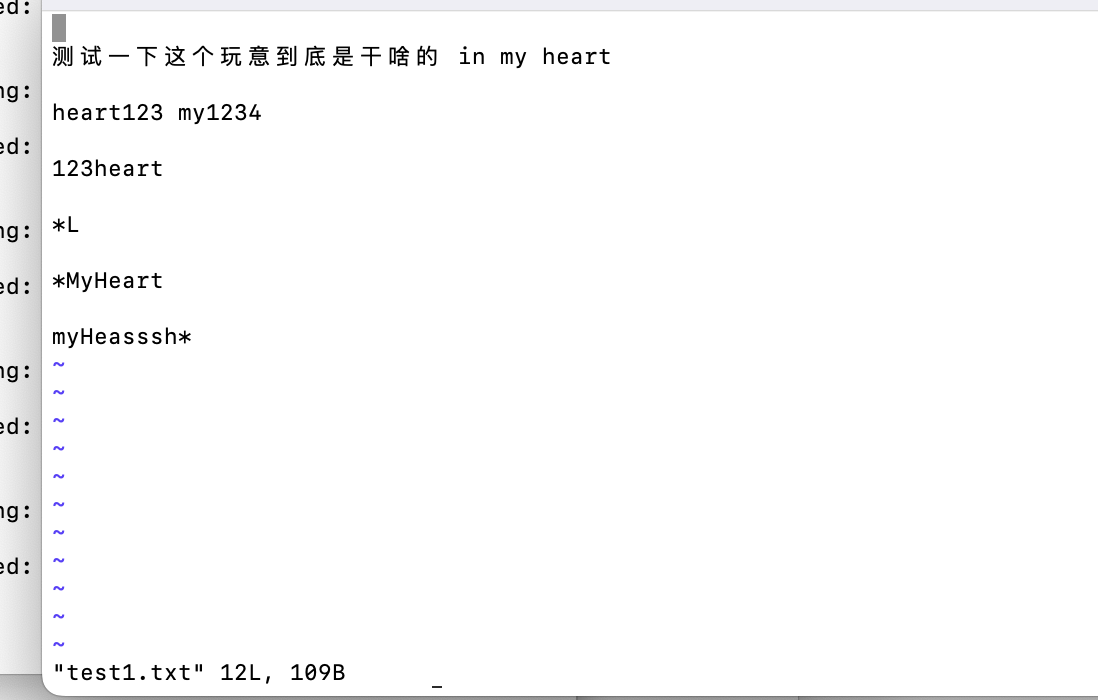 ed:
测试一下这个玩意到底是干啥的 in my heart
ng:
heart123 my1234
ed:
123heart
*L
ng:
*MyHeart
ed:
myHeasssh*
~
ng:
~
~
ed:
~
~
ng:
~
~
~
ed:
~
~
~
"test1.txt" 12L, 109B